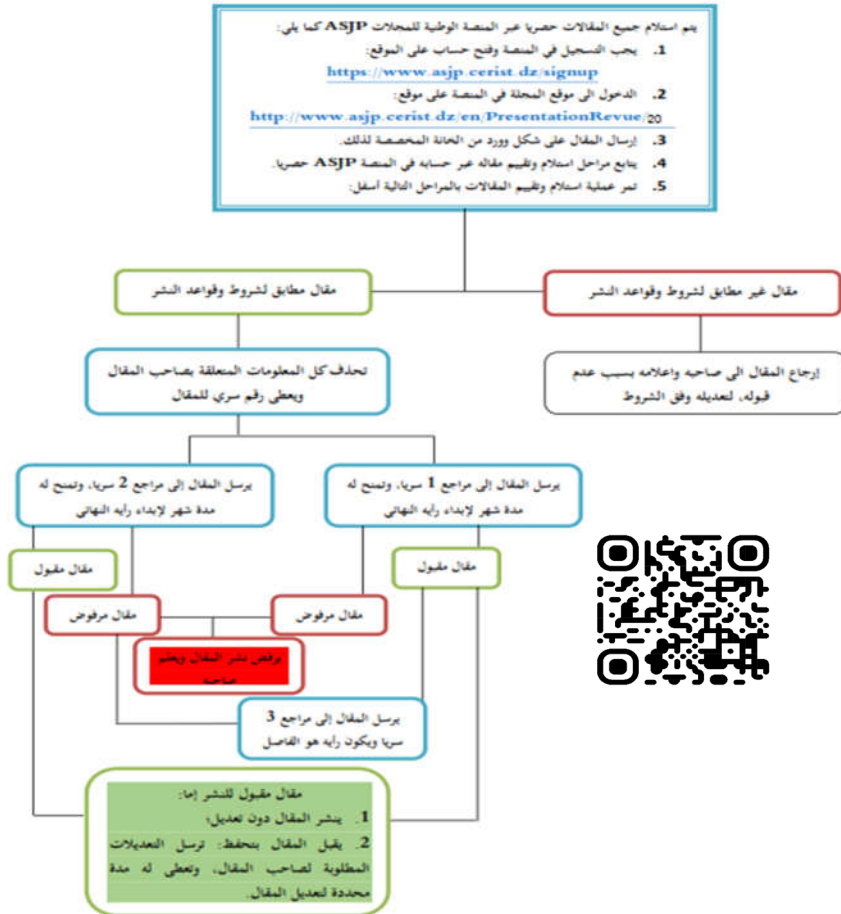 يتم استلام جميع المقالات حصريا عبر المنصة الوطنية للمجلات ASJP كما يلي:
1. يجب التسجيل في المنصة وفتح حساب على الموقع:
https://www.asjp.cerist.dz/signup
2. الدخول الى موقع المجلة في المنصة على موقع:
http://www.asjp.cerist.dz/en/PresentationRevue/20
3. إرسال المقال على شكل وورد من الخانة المخصصة لذلك.
4. يتابع مراحل استلام وتقييم مقاله عبر حسابه في المنصة ASJP حصريا.
5. تمر عملية استلام وتقييم المقالات بالمراحل التالية أسفل:
مقال غير مطابق لشروط وقواعد النشر
مقال مطابق لشروط وقواعد النشر
إرجاع المقال الى صاحبه واعلامه بسبب عدم
قبوله، لتعديله وفق الشروط
تحذف كل المعلومات المتعلقة بصاحب المقال
ويعطى رقم سري للمقال
يرسل المقال إلى مراجع 1 سريا، وتمنح له
مدة شهر لإبداء رأيه النهائي
يرسل المقال إلى مراجع 2 سريا، وتمنح له
مدة شهر لإبداء رأيه النهائي
مقال مقبول
مقال مقبول
مقال مرفوض
مقال مرفوض
يرفض نشر المقال ويعلم
صاحبه
يرسل المقال إلى مراجع 3
سريا ويكون رأيه هو الفاصل
مقال مقبول للنشر إما:
1. ينشر المقال دون تعديل؛
2. يقبل المقال بتحفظ: ترسل التعديلات
المطلوبة لصاحب المقال، وتعطى له مدة
محددة لتعديل المقال.